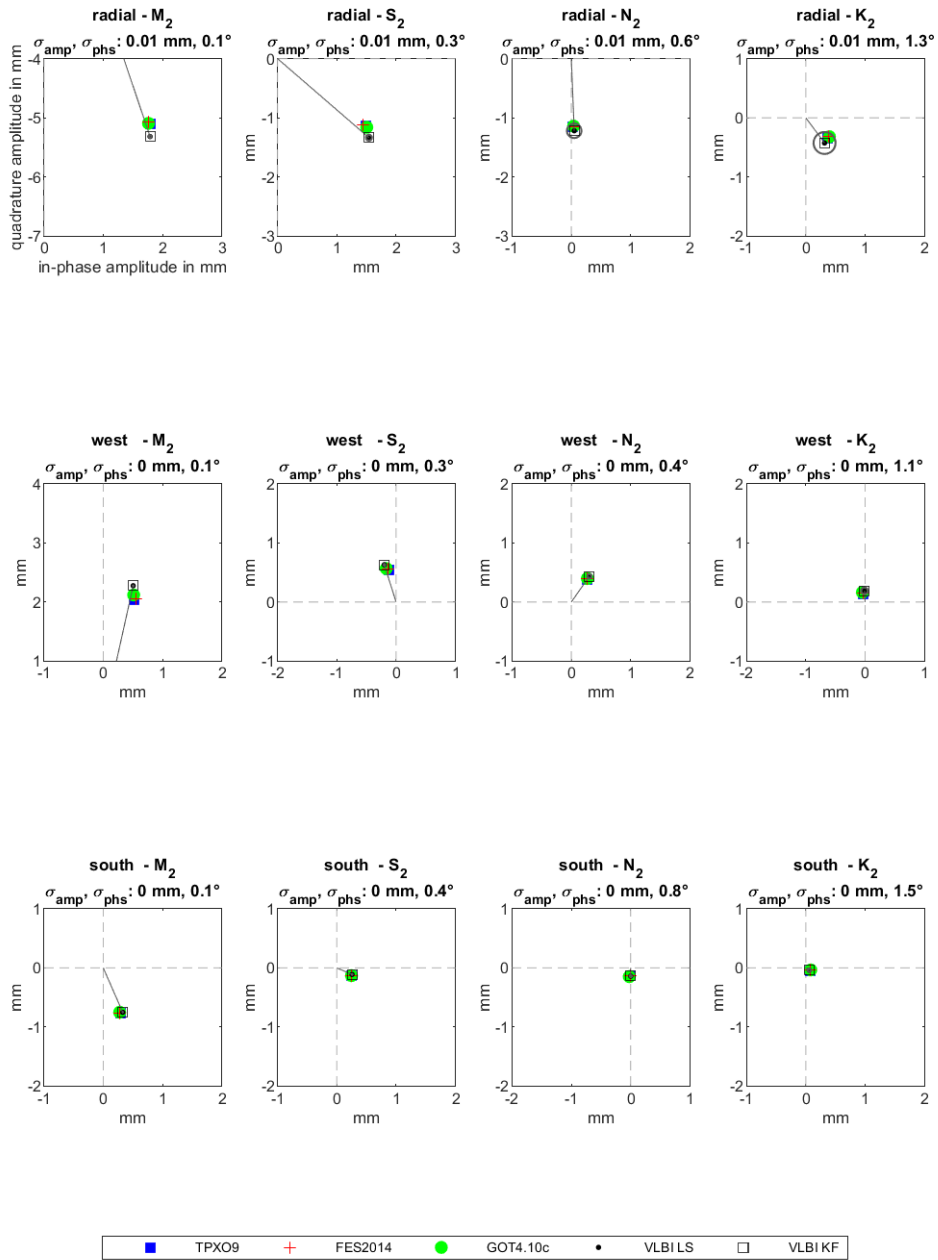 radial - M2
σamp, σphs: 0.01 mm, 0.1°
quadrature amplitude in mm
-4
-5
-6
-7
0 1 2 3
in-phase amplitude in mm
radial - S2
σamp, σphs: 0.01 mm, 0.3°
mm
0
-1
-2
-3
0 1 2 3
mm
radial - N2
σamp, σphs: 0.01 mm, 0.6°
mm
0
-1
-2
-3
-1 0 1 2
mm
radial - K2
σamp, σphs: 0.01 mm, 1.3°
mm
1
0
-1
-2
-1 0 1 2
mm
west - M2
σamp, σphs: 0 mm, 0.1°
mm
4
3
2
1
-1 0 1 2
mm
west - S2
σamp, σphs: 0 mm, 0.3°
mm
2
1
0
-1
-2 -1 0 1
mm
west - N2
σamp, σphs: 0 mm, 0.4°
mm
2
1
0
-1
-1 0 1 2
mm
west - K2
σamp, σphs: 0 mm, 1.1°
mm
2
1
0
-1
-2 -1 0 1
mm
south - M2
σamp, σphs: 0 mm, 0.1°
mm
1
0
-1
-2
-1 0 1 2
mm
south - S2
σamp, σphs: 0 mm, 0.4°
mm
1
0
-1
-2
-1 0 1 2
mm
south - N2
σamp, σphs: 0 mm, 0.8°
mm
1
0
-1
-2
-2 -1 0 1
mm
south - K2
σamp, σphs: 0 mm, 1.5°
mm
1
0
-1
-2
-1 0 1 2
mm
TPXO9 FES2014 GOT4.10c VLBI LS VLBI KF